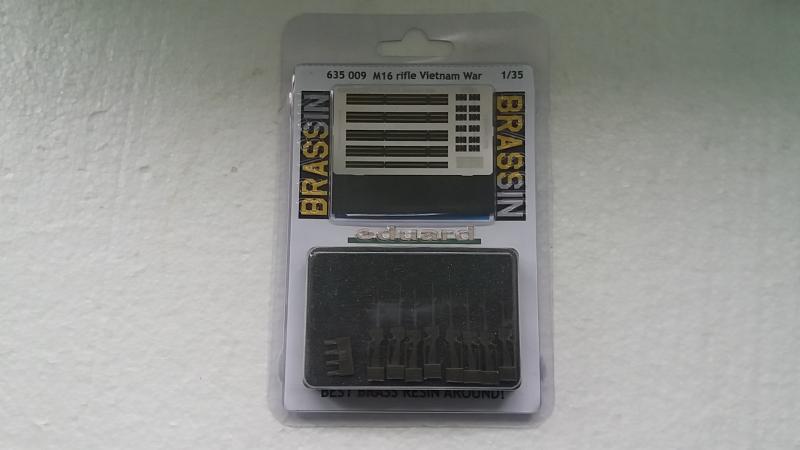 635 009 M16 rifle Vietnam War 1/35
BRASSIN
BRASSIN
eduard
BEST BRASS RESIN AROUND!